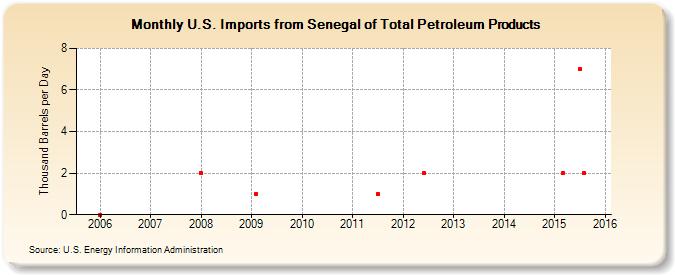 Monthly U.S. Imports from Senegal of Total Petroleum Products
Thousand Barrels per Day
8
6
4
2
0
2006 2007 2008 2009 2010 2011 2012 2013 2014 2015 2016
Source: U.S. Energy Information Administration